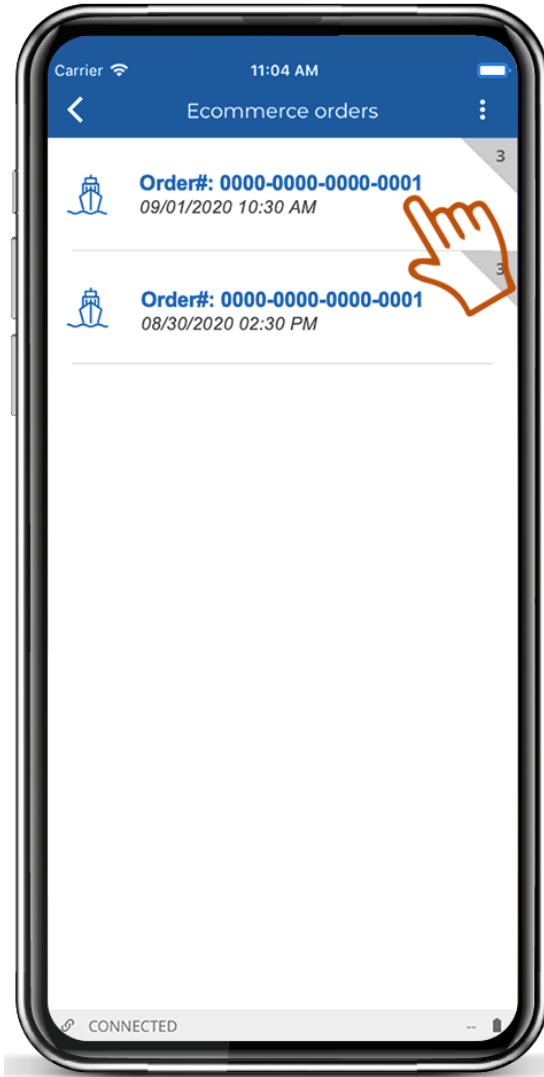 Carrier 11:04 AM
Ecommerce orders
3
Order#: 0000-0000-0000-0001
09/01/2020 10:30 AM
3
Order#: 0000-0000-0000-0001
08/30/2020 02:30 PM
CONNECTED --